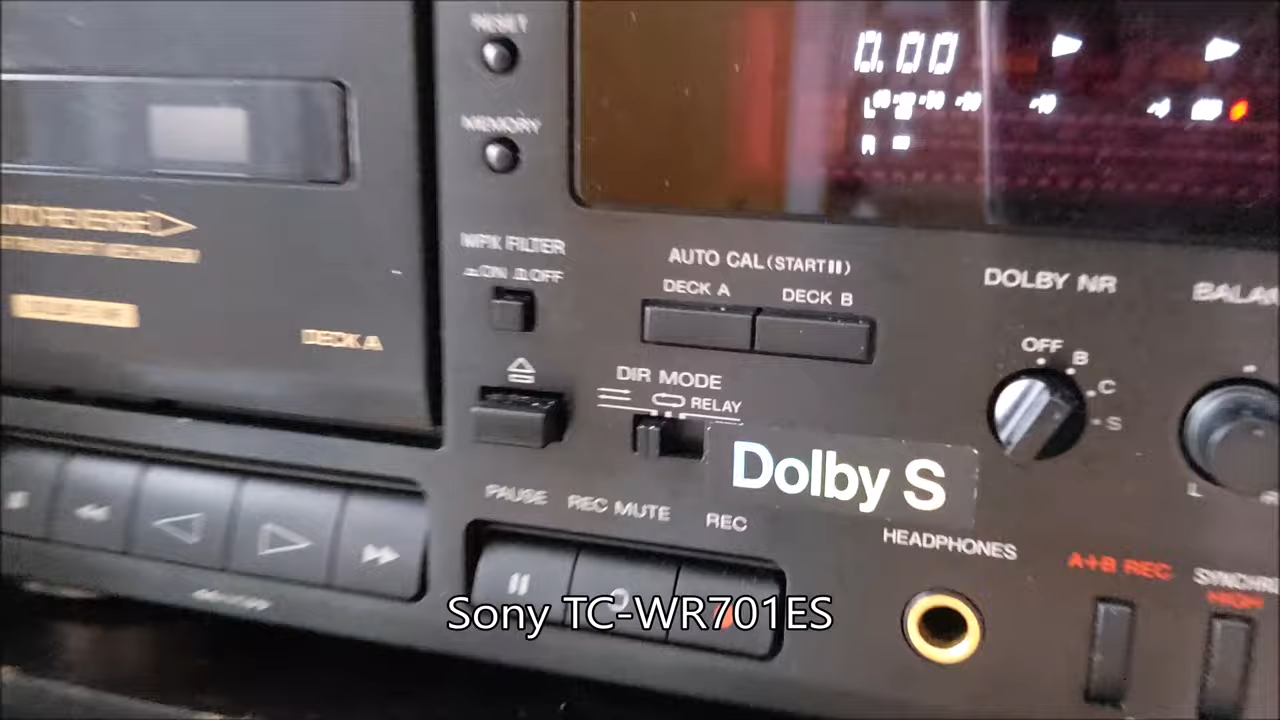 RESET
MEMORY
0.00
MPX FILTER
ON OFF
AUTO CAL (START II)
DECK A
DECK B
DOLBY NR
OFF
B
C
S
L
DIR MODE
RELAY
DECK A
Dolby S
PAUSE
REC MUTE
REC
HEADPHONES
A+B REC
HIGH
Sony TC-WR701ES